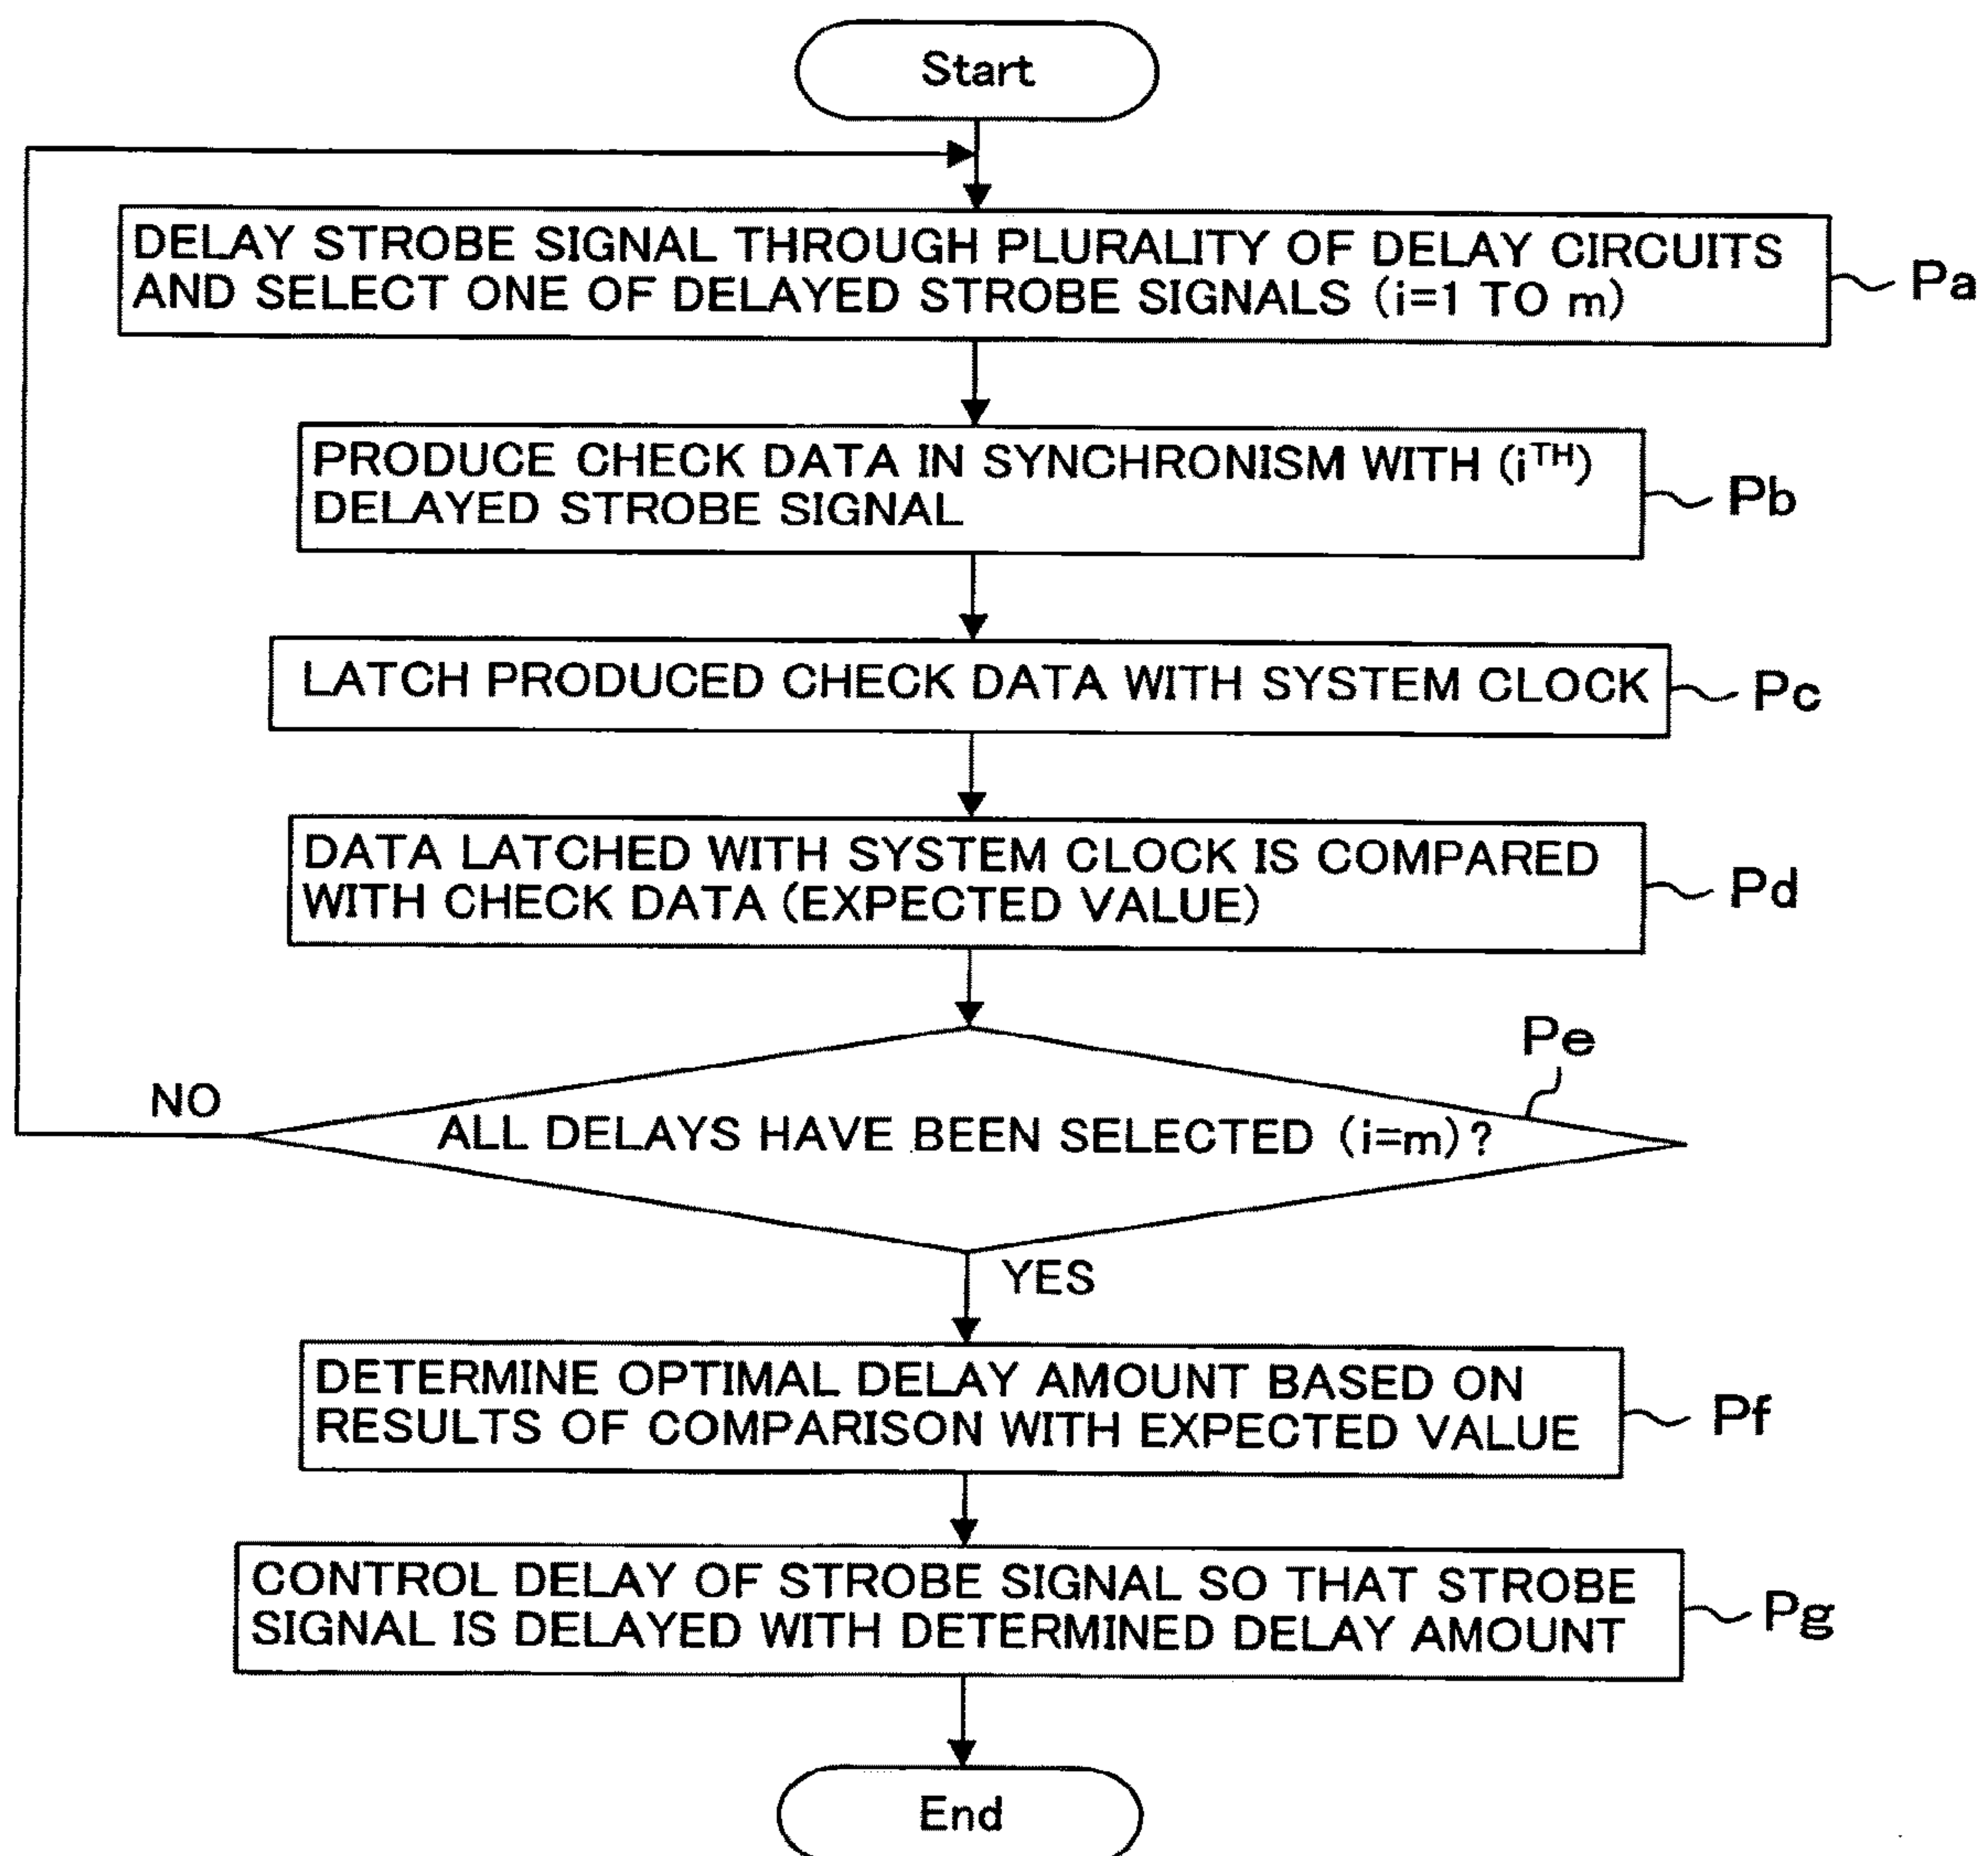 Start
DELAY STROBE SIGNAL THROUGH PLURALITY OF DELAY CIRCUITS
AND SELECT ONE OF DELAYED STROBE SIGNALS (i=1 TO m)
Pa
PRODUCE CHECK DATA IN SYNCHRONISM WITH (iTH)
DELAYED STROBE SIGNAL
Pb
LATCH PRODUCED CHECK DATA WITH SYSTEM CLOCK
Pc
DATA LATCHED WITH SYSTEM CLOCK IS COMPARED
WITH CHECK DATA (EXPECTED VALUE)
Pd
Pe
NO
ALL DELAYS HAVE BEEN SELECTED (i=m)?
YES
DETERMINE OPTIMAL DELAY AMOUNT BASED ON
RESULTS OF COMPARISON WITH EXPECTED VALUE
Pf
CONTROL DELAY OF STROBE SIGNAL SO THAT STROBE
SIGNAL IS DELAYED WITH DETERMINED DELAY AMOUNT
Pg
End